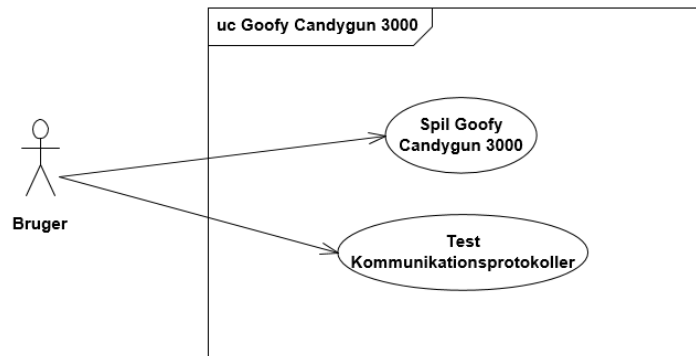 uc Goofy Candygun 3000
Spil Goofy
Candygun 3000
Bruger
Test
Kommunikationsprotokoller